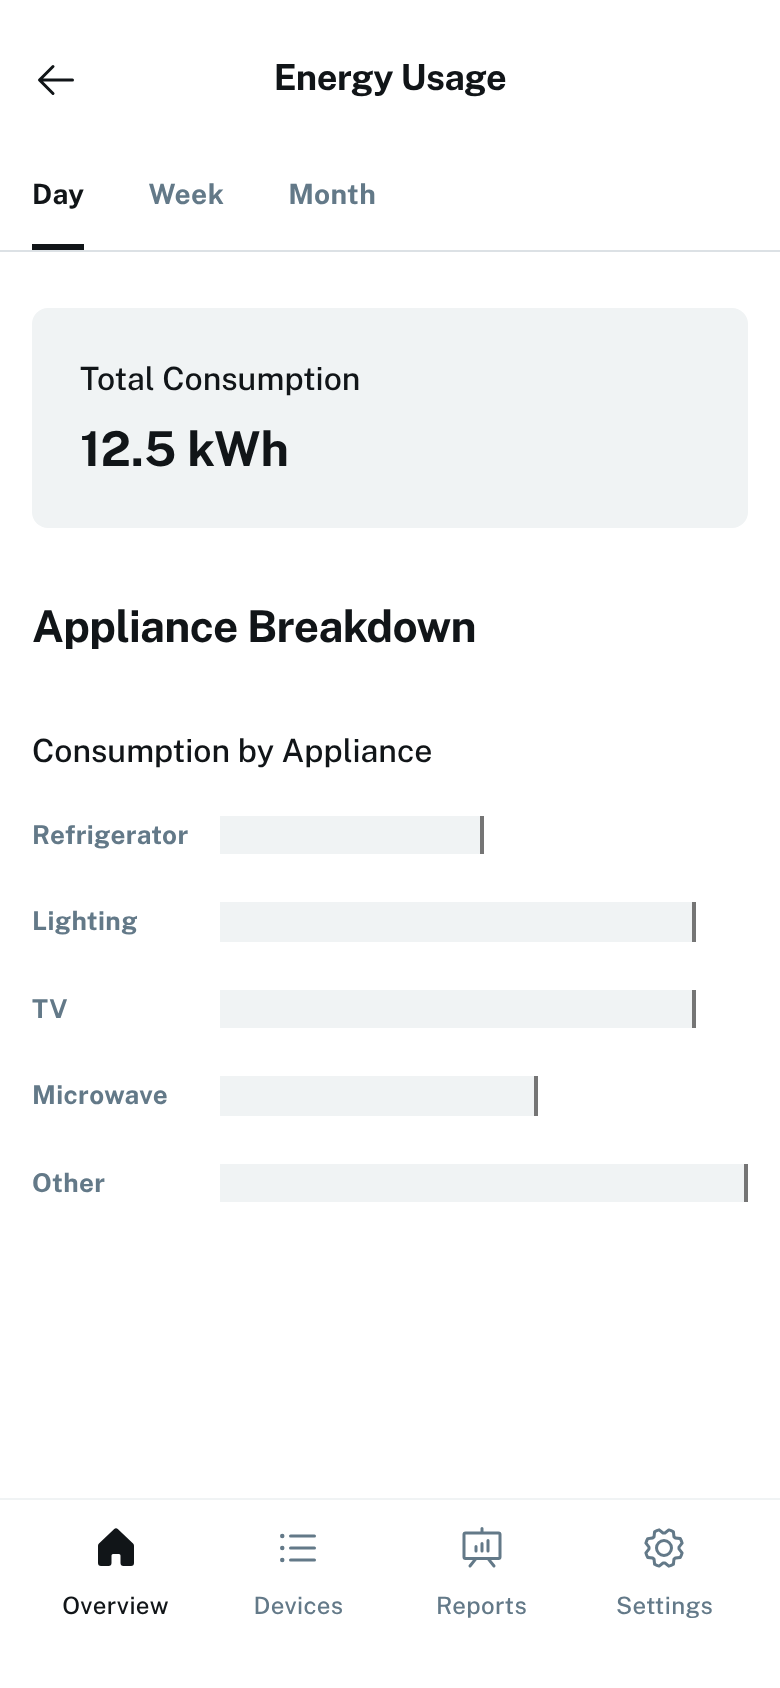 Energy Usage
Day Week Month
Total Consumption
12.5 kWh
Appliance Breakdown
Consumption by Appliance
Refrigerator
Lighting
TV
Microwave
Other
Overview Devices Reports Settings